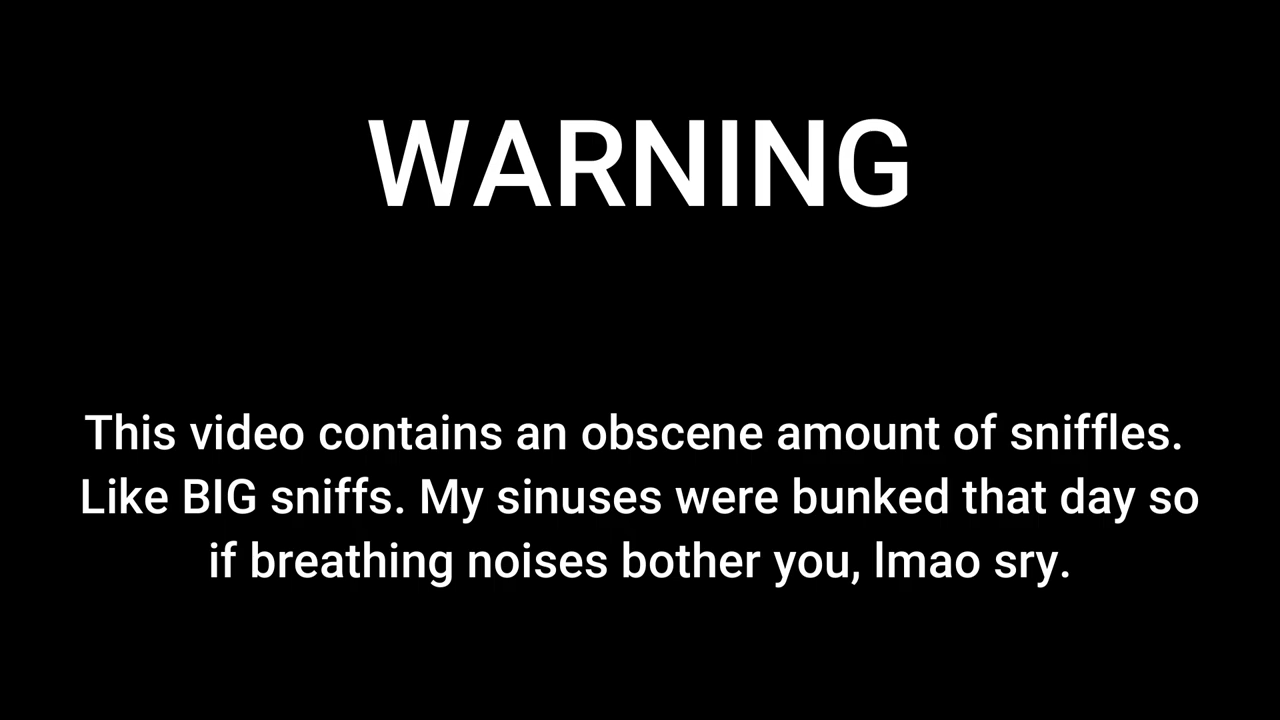 WARNING
This video contains an obscene amount of sniffles.
Like BIG sniffs. My sinuses were bunked that day so
if breathing noises bother you, lmao sry.